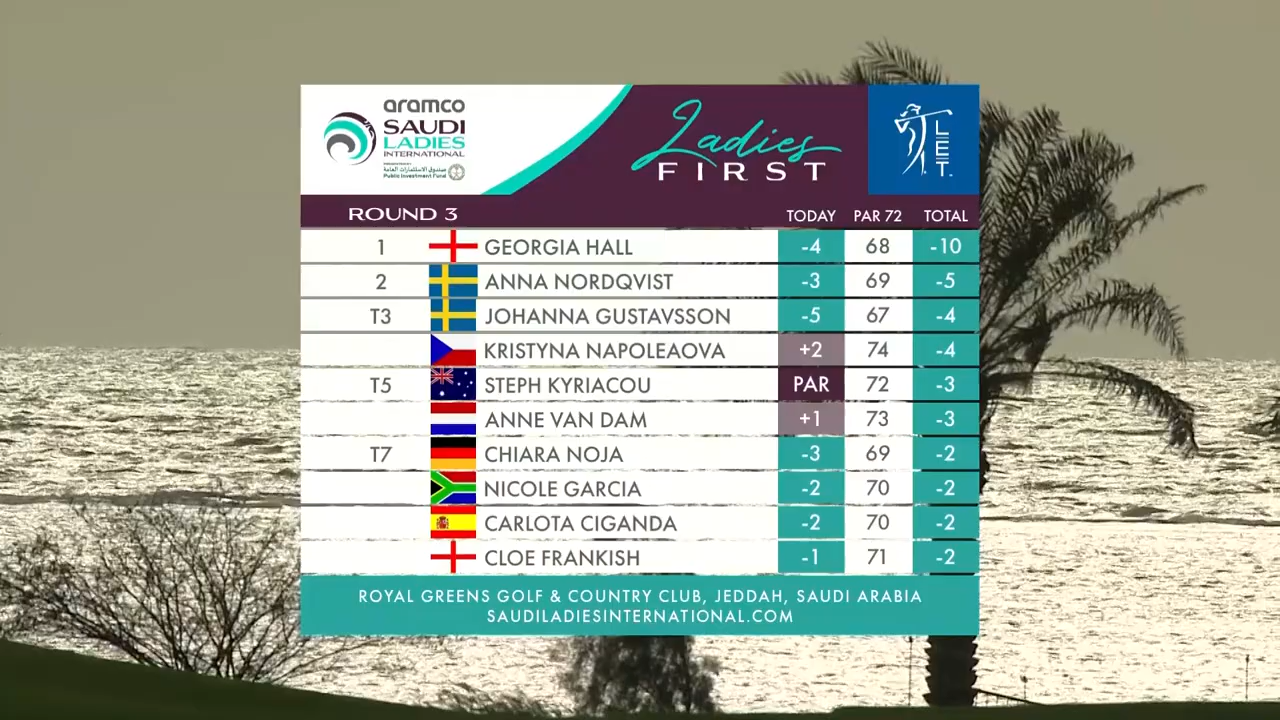 aramco
SAUDI
LADIES
INTERNATIONAL
صندوق الاستثمارات العامة
Public Investment Fund
Ladies
FIRST
LET.
ROUND 3 TODAY PAR 72 TOTAL
1 GEORGIA HALL -4 68 -10
2 ANNA NORDQVIST -3 69 -5
T3 JOHANNA GUSTAVSSON -5 67 -4
KRISTYNA NAPOLEAOVA +2 74 -4
T5 STEPH KYRIACOU PAR 72 -3
ANNE VAN DAM +1 73 -3
T7 CHIARA NOJA -3 69 -2
NICOLE GARCIA -2 70 -2
CARLOTA CIGANDA -2 70 -2
CLOE FRANKISH -1 71 -2
ROYAL GREENS GOLF & COUNTRY CLUB, JEDDAH, SAUDI ARABIA
SAUDILADIESINTERNATIONAL.COM